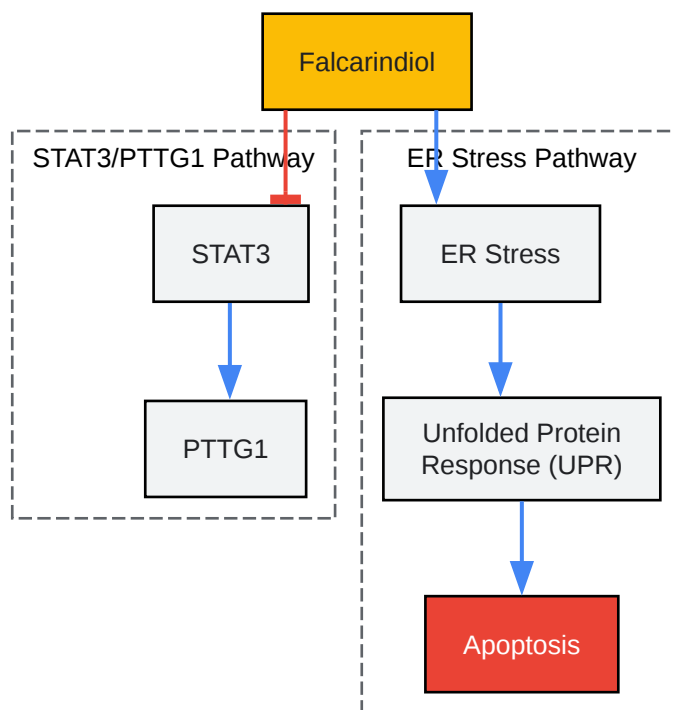 Falcarindiol
STAT3/PTTG1 Pathway
ER Stress Pathway
STAT3
ER Stress
PTTG1
Unfolded Protein
Response (UPR)
Apoptosis